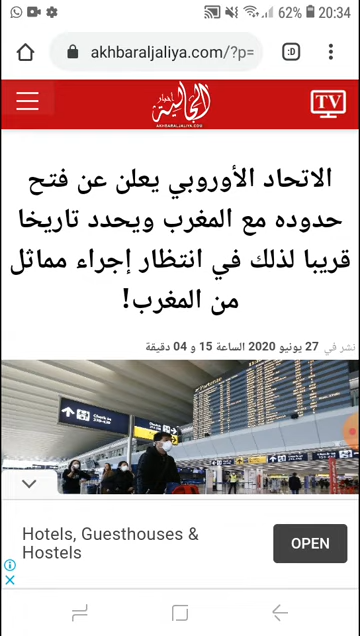 62% 20:34
akhbaraljaliya.com/?p=
:D
أخبار الجالية
AKHBARALJALIYA.COM
TV
الاتحاد الأوروبي يعلن عن فتح
حدوده مع المغرب ويحدد تاريخا
قريبا لذلك في انتظار إجراء مماثل
من المغرب!
نشر في 27 يونيو 2020 الساعة 15 و 04 دقيقة
Hotels, Guesthouses &
Hostels
OPEN